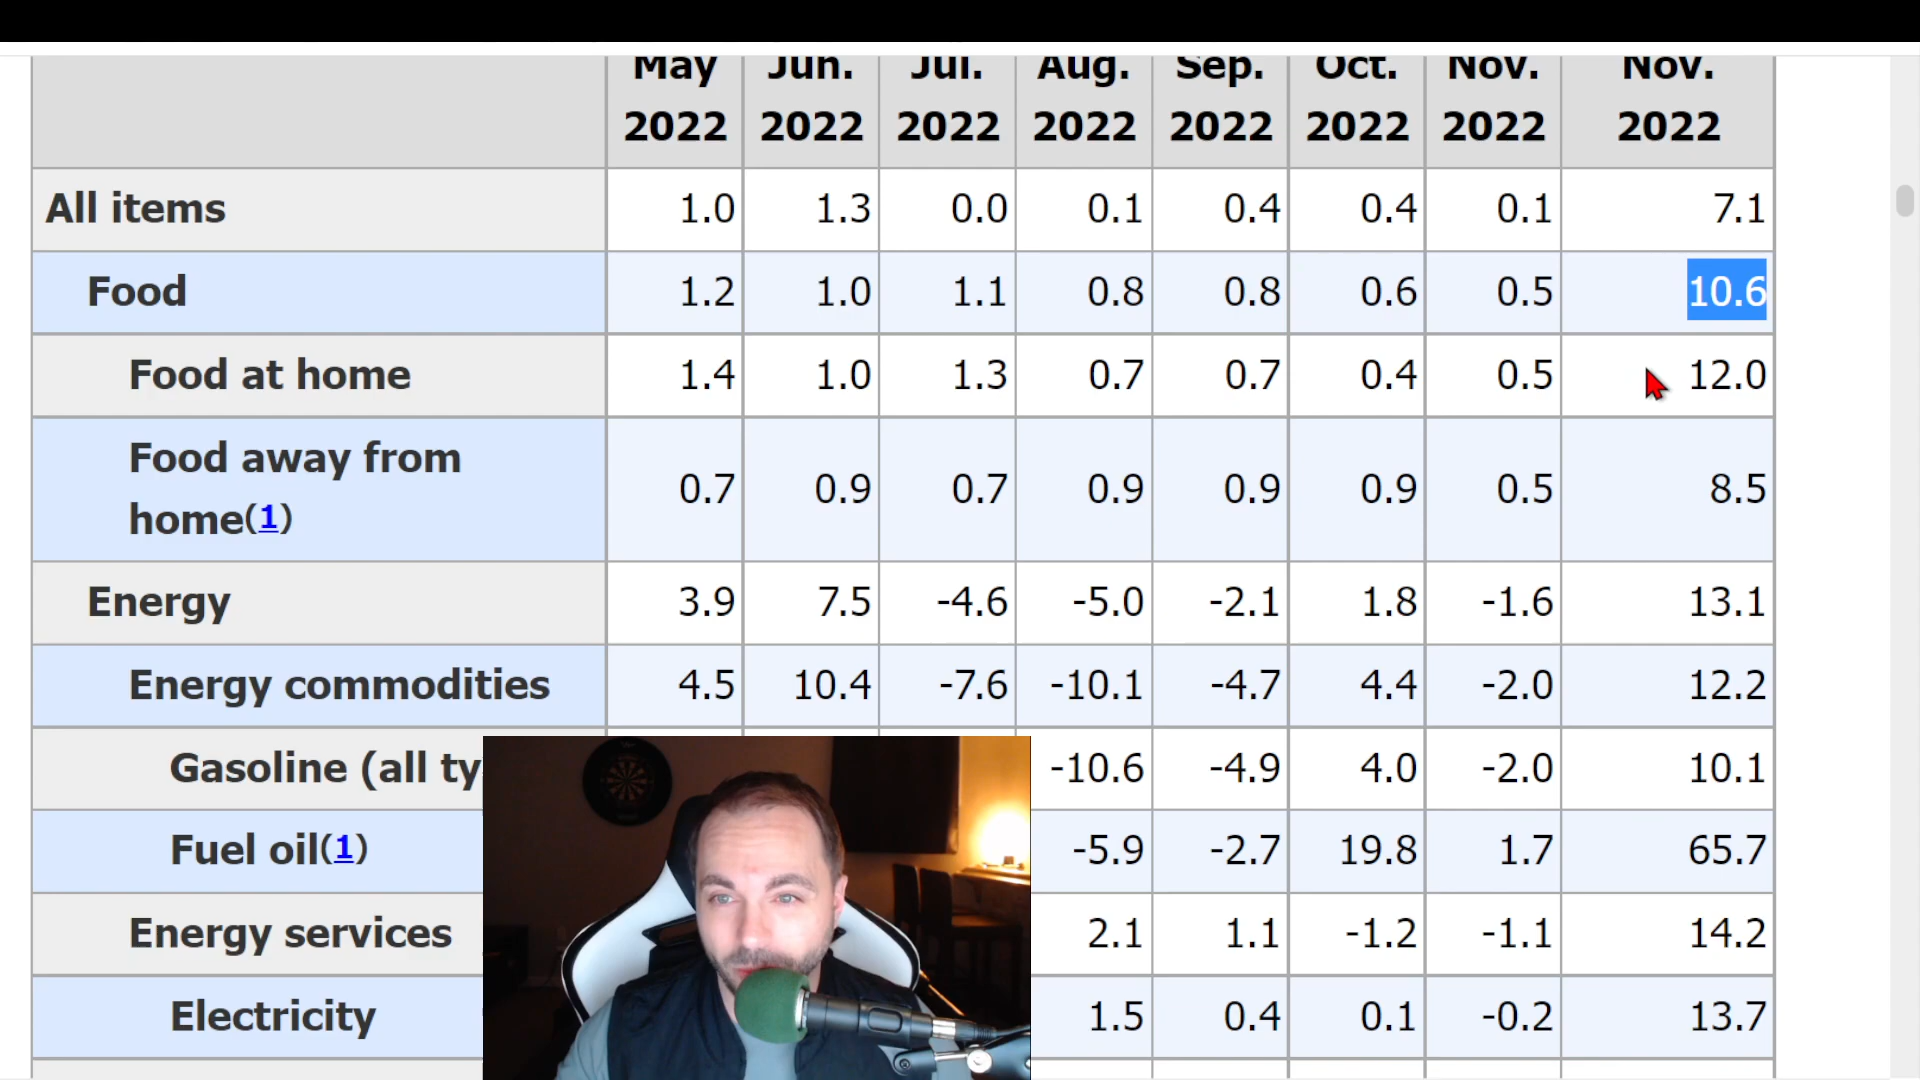 May Jun. Jul. Aug. Sep. Oct. Nov. Nov.
2022 2022 2022 2022 2022 2022 2022 2022
All items 1.0 1.3 0.0 0.1 0.4 0.4 0.1 7.1
Food 1.2 1.0 1.1 0.8 0.8 0.6 0.5 10.6
Food at home 1.4 1.0 1.3 0.7 0.7 0.4 0.5 12.0
Food away from
home(1) 0.7 0.9 0.7 0.9 0.9 0.9 0.5 8.5
Energy 3.9 7.5 -4.6 -5.0 -2.1 1.8 -1.6 13.1
Energy commodities 4.5 10.4 -7.6 -10.1 -4.7 4.4 -2.0 12.2
Gasoline (all ty -10.6 -4.9 4.0 -2.0 10.1
Fuel oil(1) -5.9 -2.7 19.8 1.7 65.7
Energy services 2.1 1.1 -1.2 -1.1 14.2
Electricity 1.5 0.4 0.1 -0.2 13.7